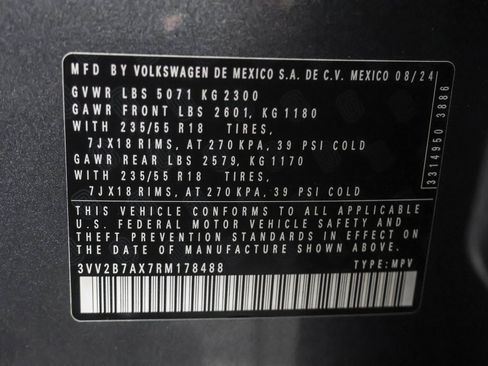 MFD BY VOLKSWAGEN DE MEXICO S.A. DE C.V. MEXICO 08/24
GVWR LBS 5071 KG 2300
GAWR FRONT LBS 2601, KG 1180
WITH 235/55 R18 TIRES,
7JX18 RIMS, AT 270 KPA, 39 PSI COLD
GAWR REAR LBS 2579, KG 1170
WITH 235/55 R18 TIRES,
7JX18 RIMS, AT 270 KPA, 39 PSI COLD
THIS VEHICLE CONFORMS TO ALL APPLICABLE
U.S. FEDERAL MOTOR VEHICLE SAFETY AND
THEFT PREVENTION STANDARDS IN EFFECT
ON THE DATE OF MANUFACTURE SHOWN ABOVE
3VV2B7AX7RM178488 TYPE: MPV
3314950 3886